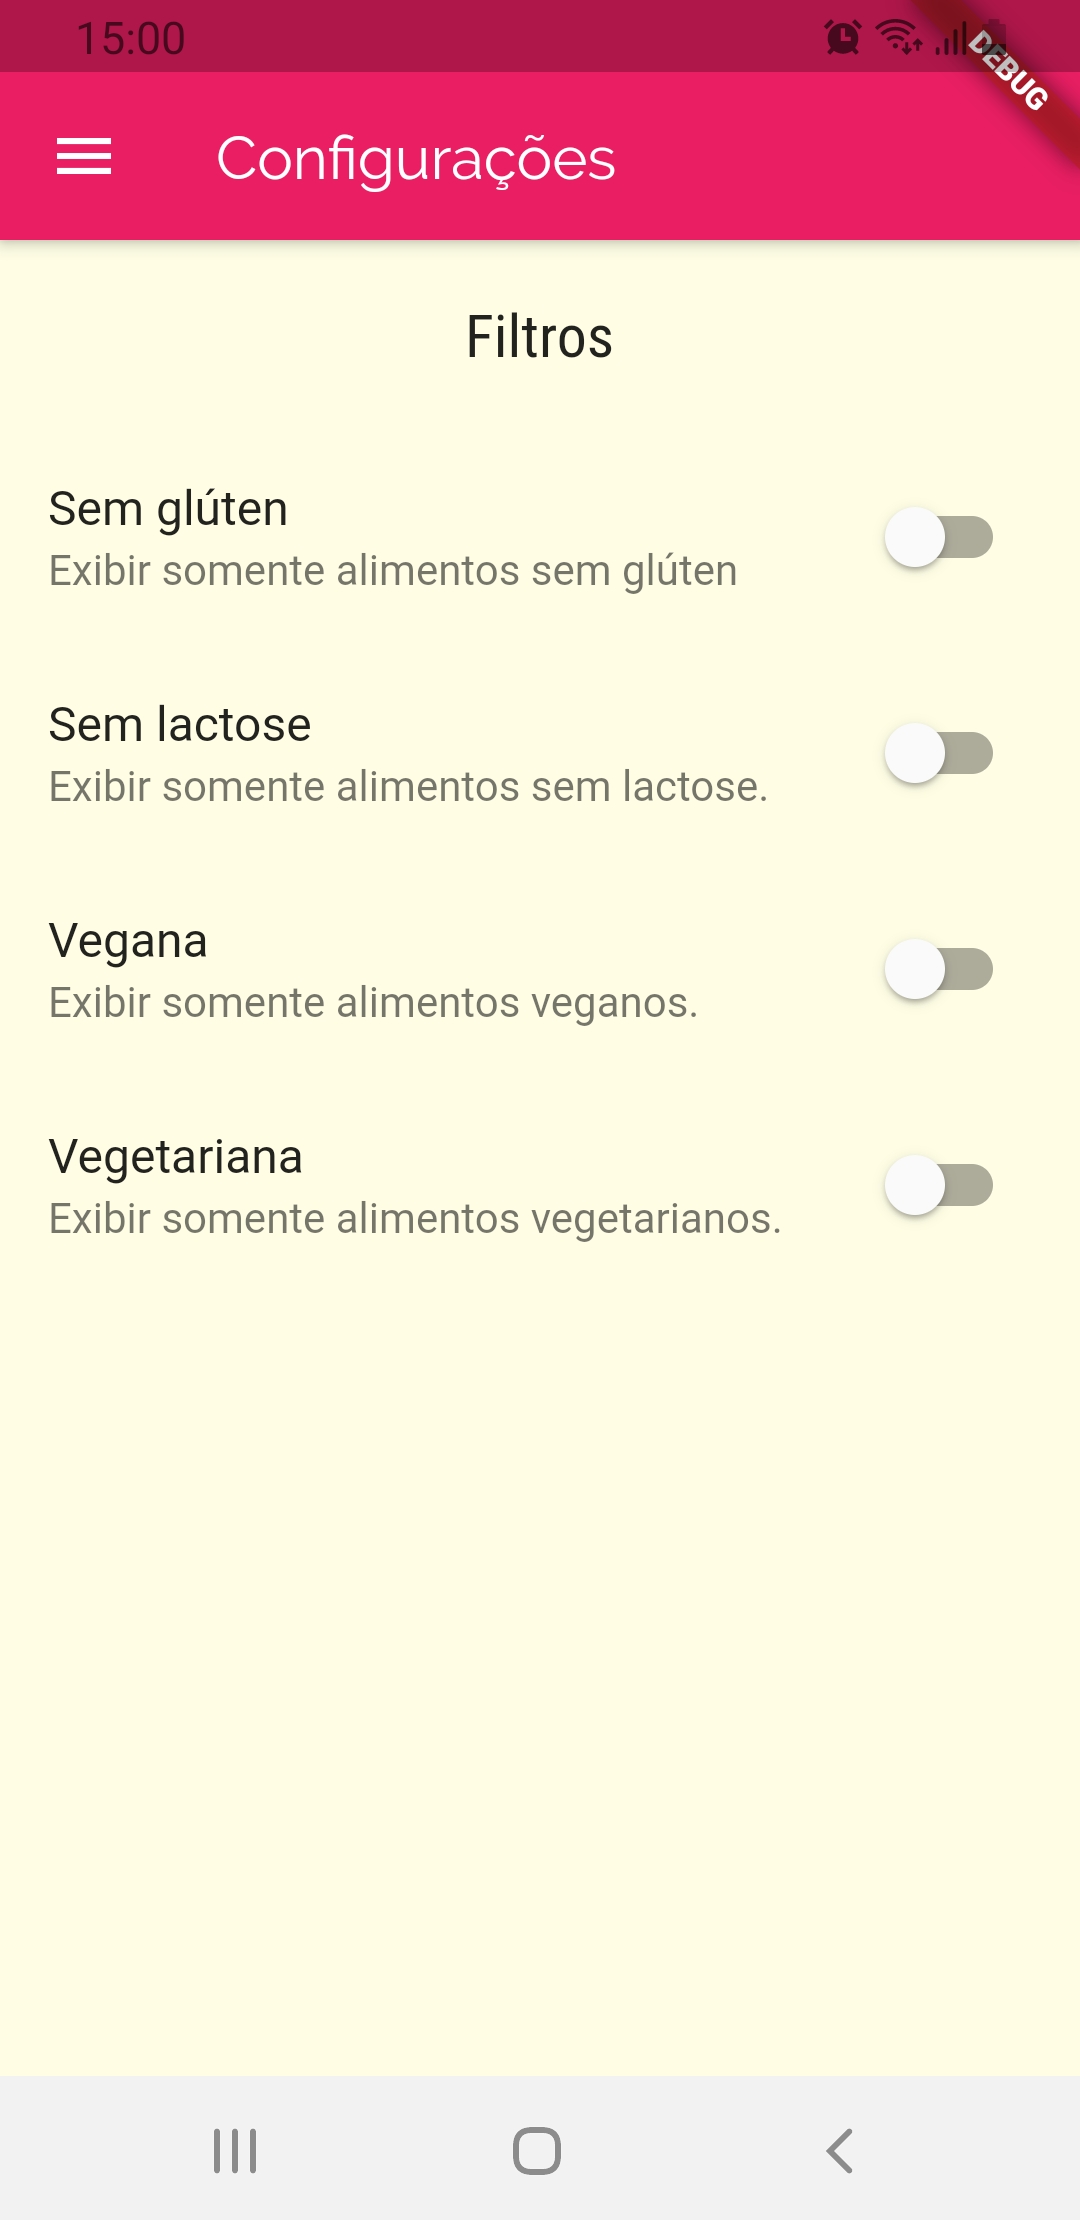 15:00
DEBUG
Configurações
Filtros
Sem glúten
Exibir somente alimentos sem glúten
Sem lactose
Exibir somente alimentos sem lactose.
Vegana
Exibir somente alimentos veganos.
Vegetariana
Exibir somente alimentos vegetarianos.